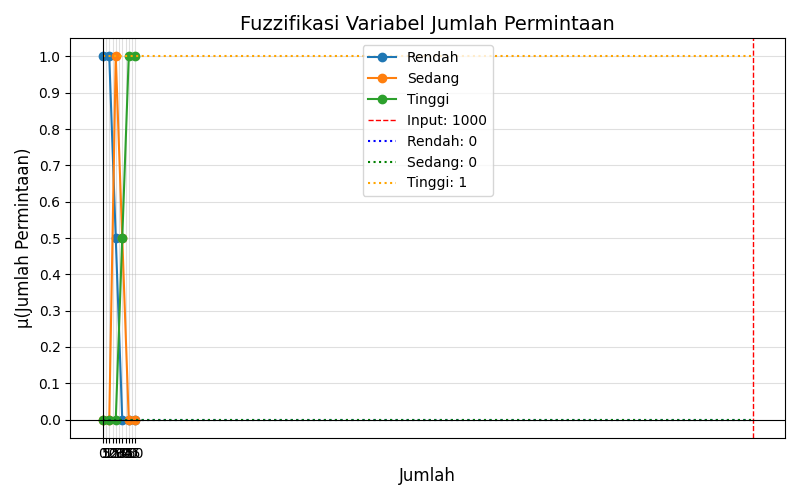 Fuzzifikasi Variabel Jumlah Permintaan
μ(Jumlah Permintaan)
1.0
0.9
0.8
0.7
0.6
0.5
0.4
0.3
0.2
0.1
0.0
Rendah
Sedang
Tinggi
Input: 1000
Rendah: 0
Sedang: 0
Tinggi: 1
Jumlah